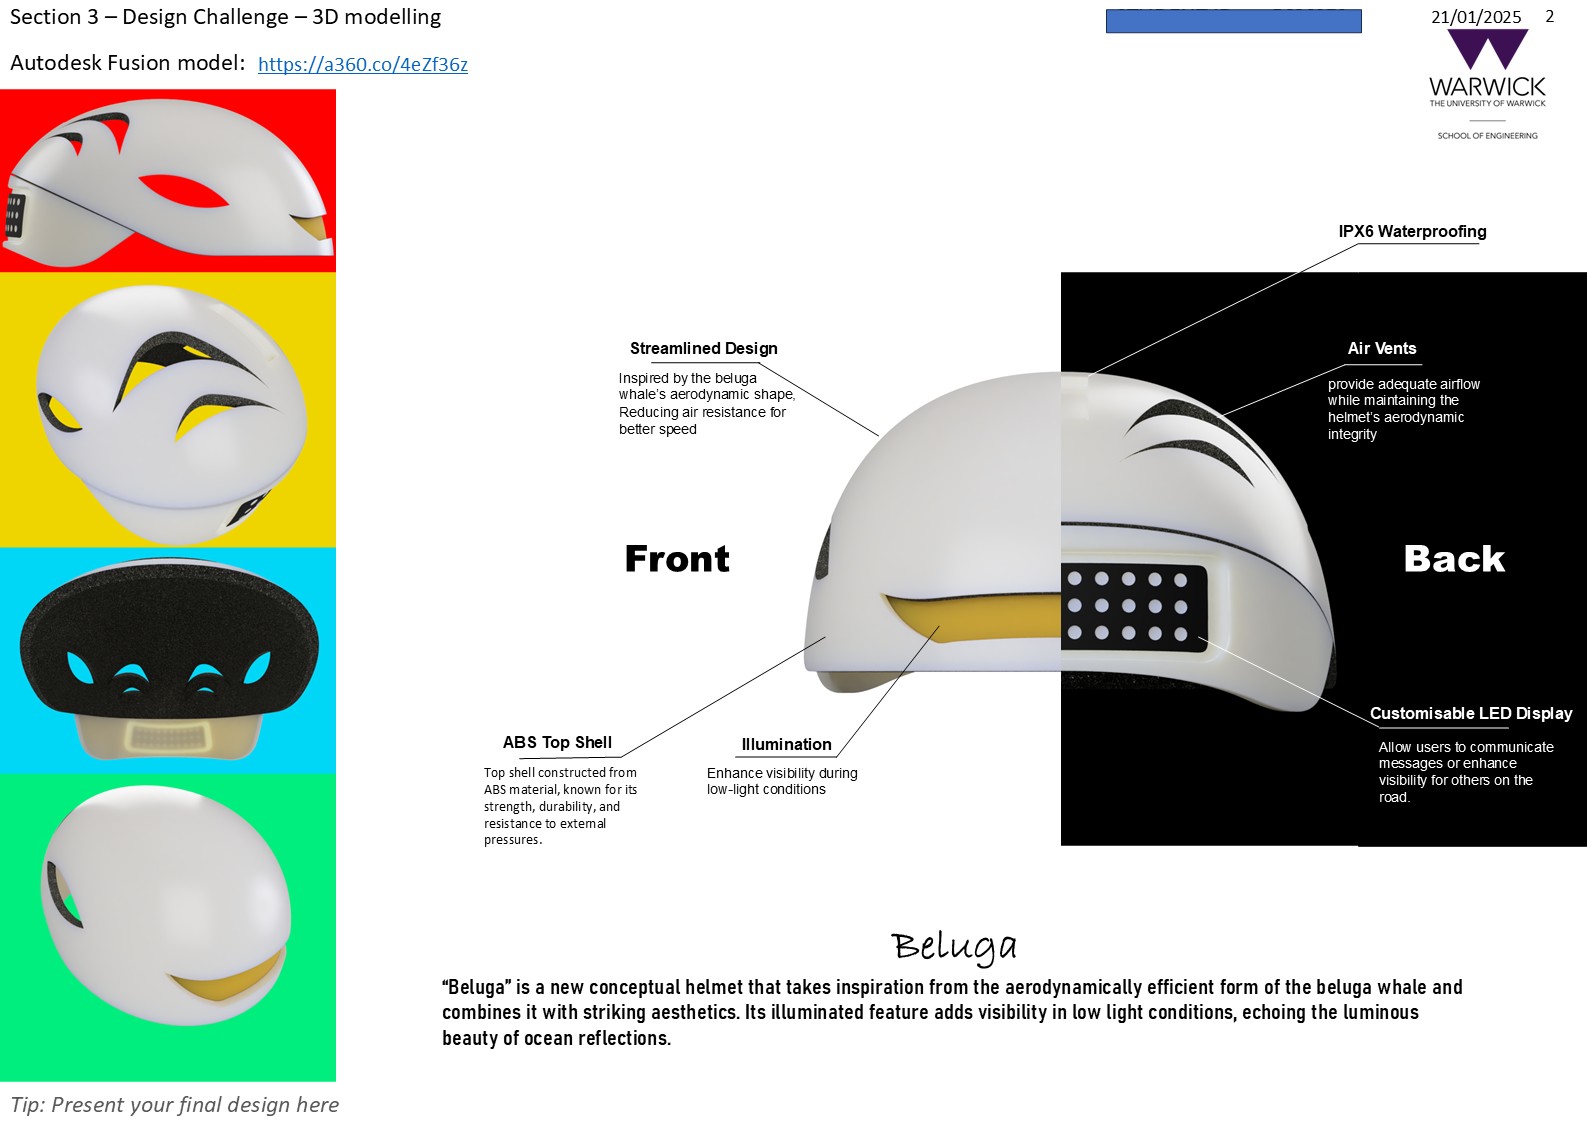 Section 3 – Design Challenge – 3D modelling
21/01/2025 2
Autodesk Fusion model: https://a360.co/4eZf36z
WARWICK
THE UNIVERSITY OF WARWICK
SCHOOL OF ENGINEERING
IPX6 Waterproofing
Streamlined Design
Inspired by the beluga
whale's aerodynamic shape,
Reducing air resistance for
better speed
Air Vents
provide adequate airflow
while maintaining the
helmet's aerodynamic
integrity
Front
Back
ABS Top Shell
Top shell constructed from
ABS material, known for its
strength, durability, and
resistance to external
pressures.
Illumination
Enhance visibility during
low-light conditions
Customisable LED Display
Allow users to communicate
messages or enhance
visibility for others on the
road.
Beluga
“Beluga” is a new conceptual helmet that takes inspiration from the aerodynamically efficient form of the beluga whale and
combines it with striking aesthetics. Its illuminated feature adds visibility in low light conditions, echoing the luminous
beauty of ocean reflections.
Tip: Present your final design here